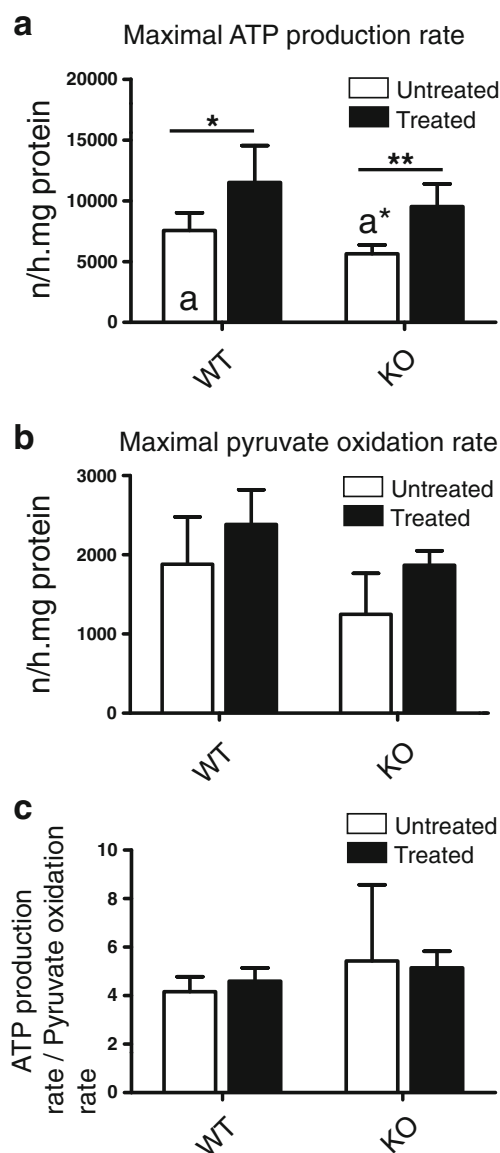 a
Maximal ATP production rate
n/h.mg protein
20000
15000
10000
5000
0
Untreated
Treated
*
**
a
a*
WT
KO
b
Maximal pyruvate oxidation rate
n/h.mg protein
3000
2000
1000
0
Untreated
Treated
WT
KO
c
ATP production
rate / Pyruvate oxidation
rate
10
8
6
4
2
0
Untreated
Treated
WT
KO